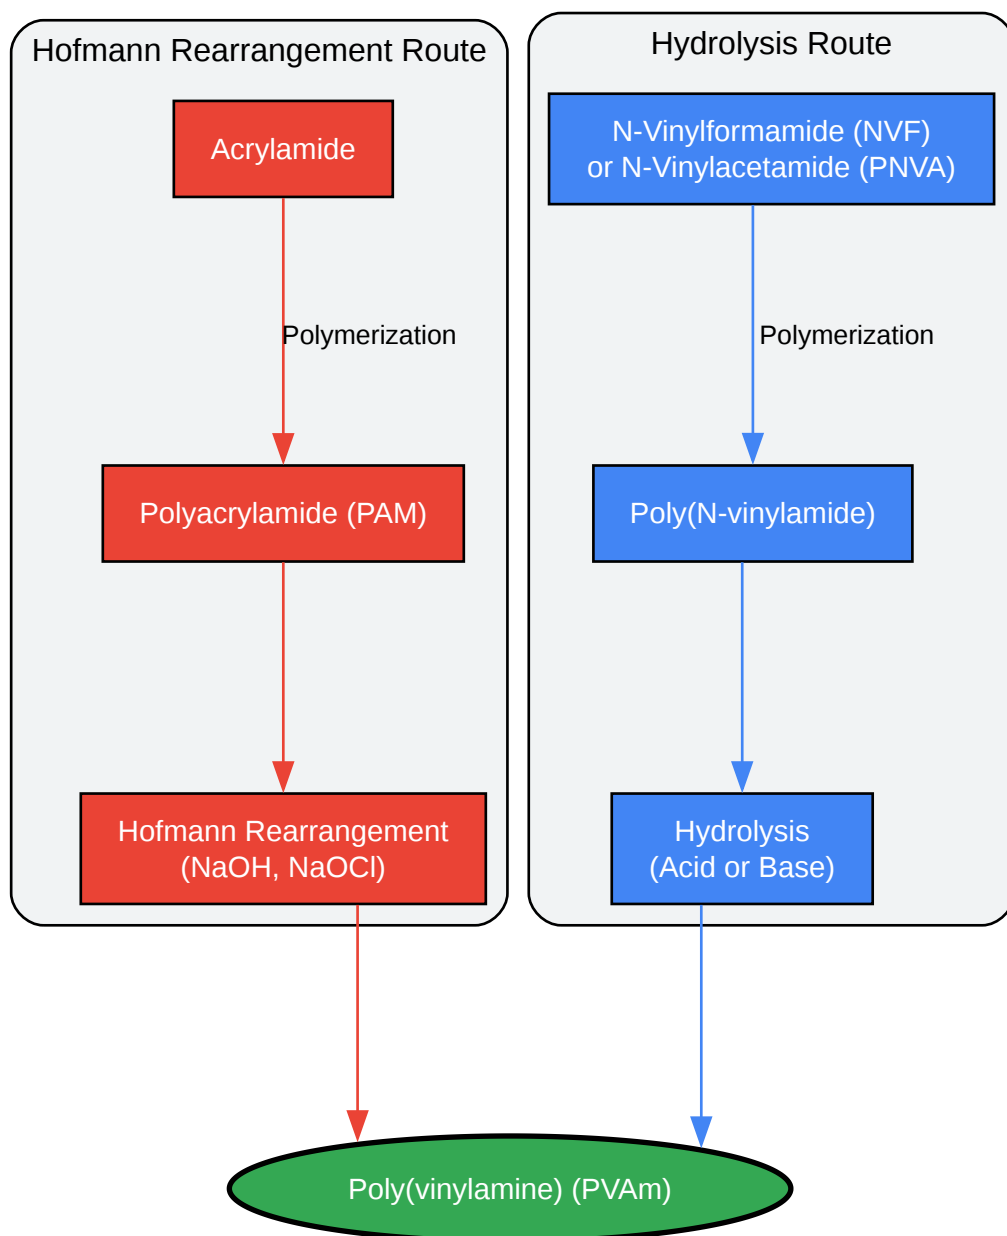 Hofmann Rearrangement Route
Acrylamide
Polymerization
Polyacrylamide (PAM)
Hofmann Rearrangement
(NaOH, NaOCl)
Hydrolysis Route
N-Vinylformamide (NVF)
or N-Vinylacetamide (PNVA)
Polymerization
Poly(N-vinylamide)
Hydrolysis
(Acid or Base)
Poly(vinylamine) (PVAm)